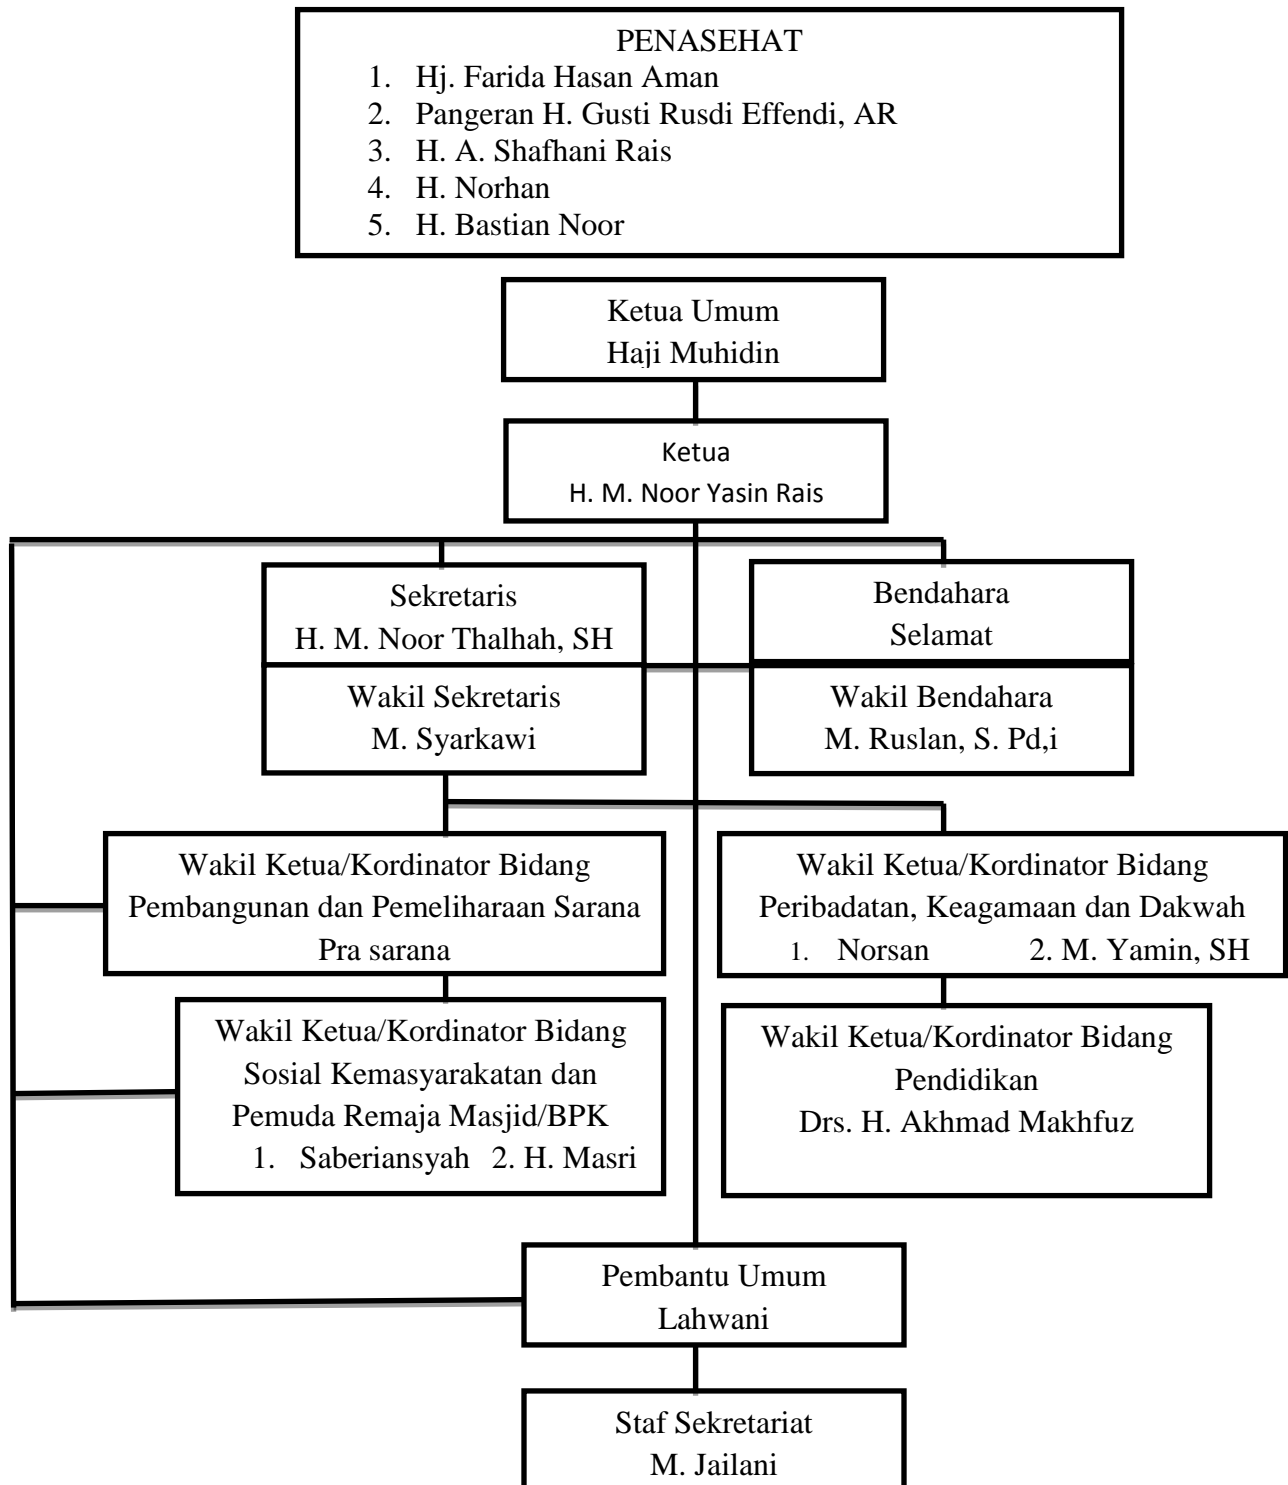 PENASEHAT
1. Hj. Farida Hasan Aman
2. Pangeran H. Gusti Rusdi Effendi, AR
3. H. A. Shafhani Rais
4. H. Norhan
5. H. Bastian Noor
Ketua Umum
Haji Muhidin
Ketua
H. M. Noor Yasin Rais
Sekretaris
H. M. Noor Thalhah, SH
Bendahara
Selamat
Wakil Sekretaris
M. Syarkawi
Wakil Bendahara
M. Ruslan, S. Pd,i
Wakil Ketua/Kordinator Bidang
Pembangunan dan Pemeliharaan Sarana
Pra sarana
Wakil Ketua/Kordinator Bidang
Peribadatan, Keagamaan dan Dakwah
1. Norsan 2. M. Yamin, SH
Wakil Ketua/Kordinator Bidang
Sosial Kemasyarakatan dan
Pemuda Remaja Masjid/BPK
1. Saberiansyah 2. H. Masri
Wakil Ketua/Kordinator Bidang
Pendidikan
Drs. H. Akhmad Makhfuz
Pembantu Umum
Lahwani
Staf Sekretariat
M. Jailani